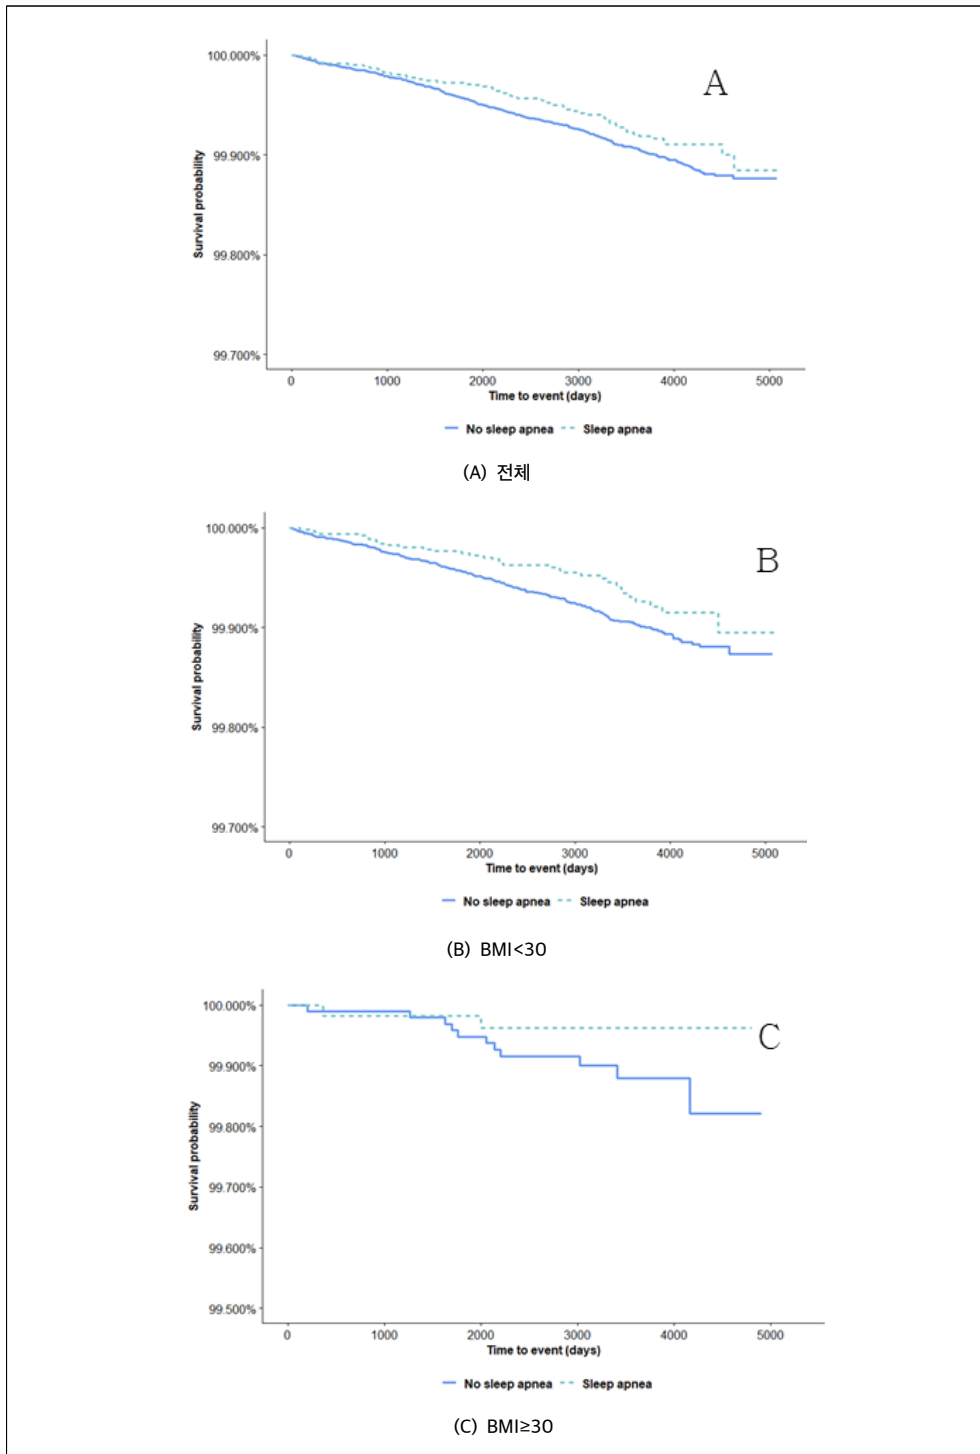 100.000%
A
99.900%
99.800%
99.700%
Survival probability
0 1000 2000 3000 4000 5000
Time to event (days)
No sleep apnea Sleep apnea
(A) 전체
100.000%
B
99.900%
99.800%
99.700%
Survival probability
0 1000 2000 3000 4000 5000
Time to event (days)
No sleep apnea Sleep apnea
(B) BMI<30
100.000%
C
99.900%
99.800%
99.700%
99.600%
99.500%
Survival probability
0 1000 2000 3000 4000 5000
Time to event (days)
No sleep apnea Sleep apnea
(C) BMI≥30